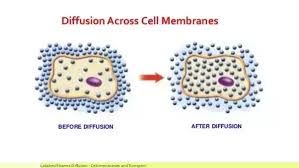 Diffusion Across Cell Membranes
BEFORE DIFFUSION
AFTER DIFFUSION